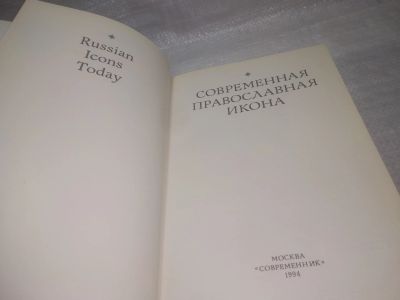 Russian
Icons
Today
СОВРЕМЕННАЯ
ПРАВОСЛАВНАЯ
ИКОНА
МОСКВА
«СОВРЕМЕННИК»
1994